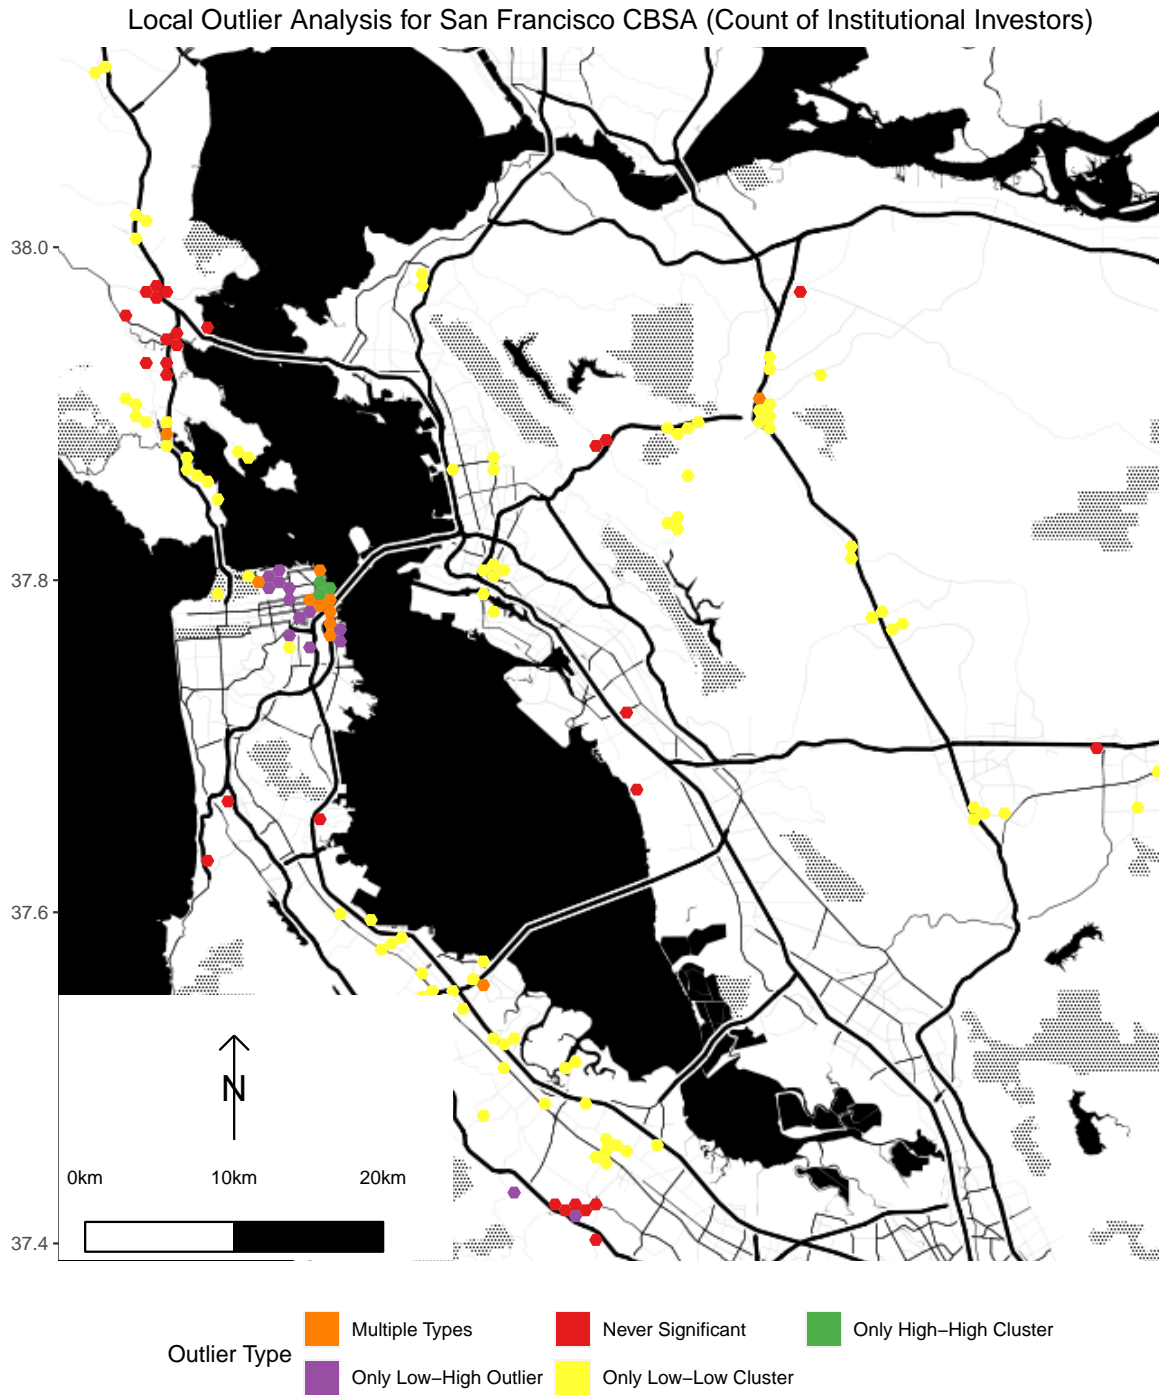 Local Outlier Analysis for San Francisco CBSA (Count of Institutional Investors)
38.0
37.8
37.6
37.4
N
0km 10km 20km
Outlier Type
Multiple Types
Never Significant
Only High−High Cluster
Only Low−High Outlier
Only Low−Low Cluster